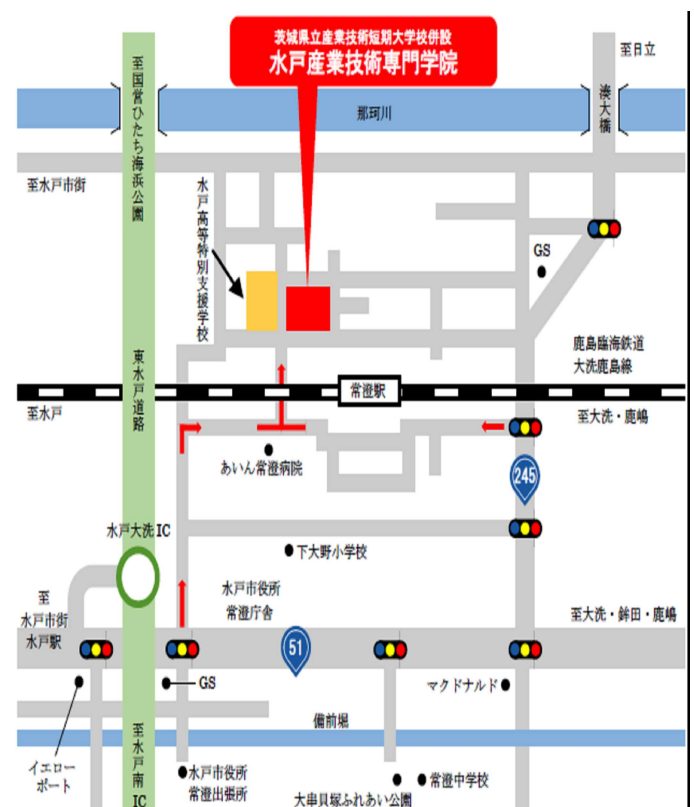 茨城県立産業技術短期大学校併設
水戸産業技術専門学院
至日立
至国営ひたち海浜公園
那珂川
湊大橋
至水戸市街
水戸高等特別支援学校
GS
鹿島臨海鉄道
大洗鹿島線
東水戸道路
常澄駅
至水戸
至大洗・鹿嶋
あいん常澄病院
245
水戸大洗IC
下大野小学校
水戸市役所
常澄庁舎
至
水戸市街
水戸駅
至大洗・鉾田・鹿嶋
51
GS
マクドナルド
備前堀
至水戸南IC
イエロー
ポート
水戸市役所
常澄出張所
常澄中学校
大串貝塚ふれあい公園